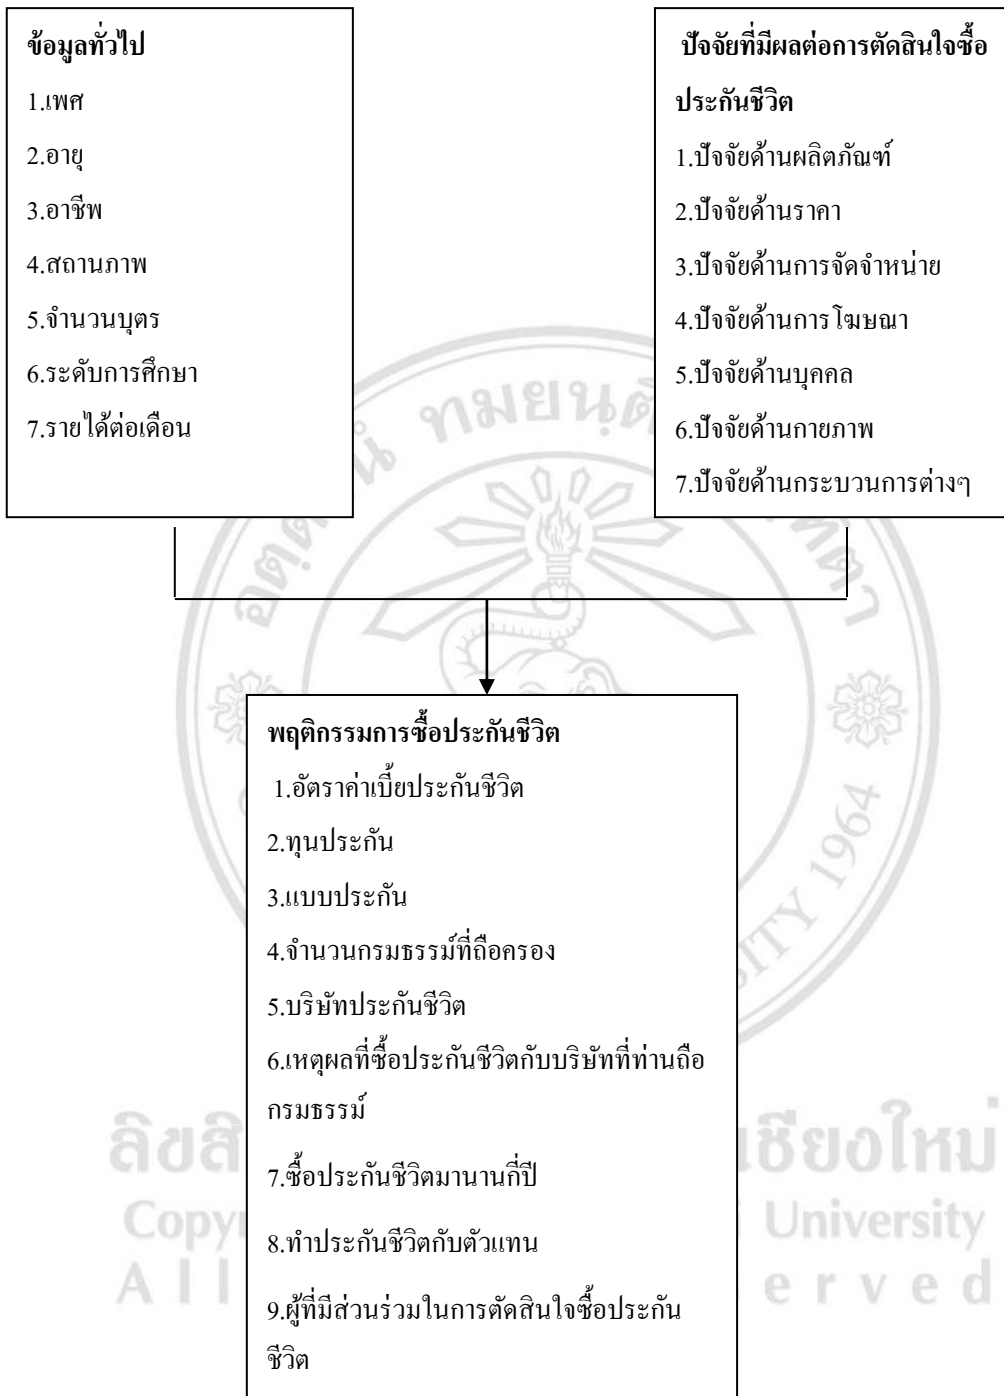 ข้อมูลทั่วไป
1.เพศ
2.อายุ
3.อาชีพ
4.สถานภาพ
5.จำนวนบุตร
6.ระดับการศึกษา
7.รายได้ต่อเดือน
ปัจจัยที่มีผลต่อการตัดสินใจซื้อ
ประกันชีวิต
1.ปัจจัยด้านผลิตภัณฑ์
2.ปัจจัยด้านราคา
3.ปัจจัยด้านการจัดจำหน่าย
4.ปัจจัยด้านการโฆษณา
5.ปัจจัยด้านบุคคล
6.ปัจจัยด้านกายภาพ
7.ปัจจัยด้านกระบวนการต่างๆ
พฤติกรรมการซื้อประกันชีวิต
1.อัตราค่าเบี้ยประกันชีวิต
2.ทุนประกัน
3.แบบประกัน
4.จำนวนกรมธรรม์ที่ถือครอง
5.บริษัทประกันชีวิต
6.เหตุผลที่ซื้อประกันชีวิตกับบริษัทที่ท่านถือ
กรมธรรม์
7.ซื้อประกันชีวิตมานานกี่ปี
8.ทำประกันชีวิตกับตัวแทน
9.ผู้ที่มีส่วนร่วมในการตัดสินใจซื้อประกัน
ชีวิต
1964
University